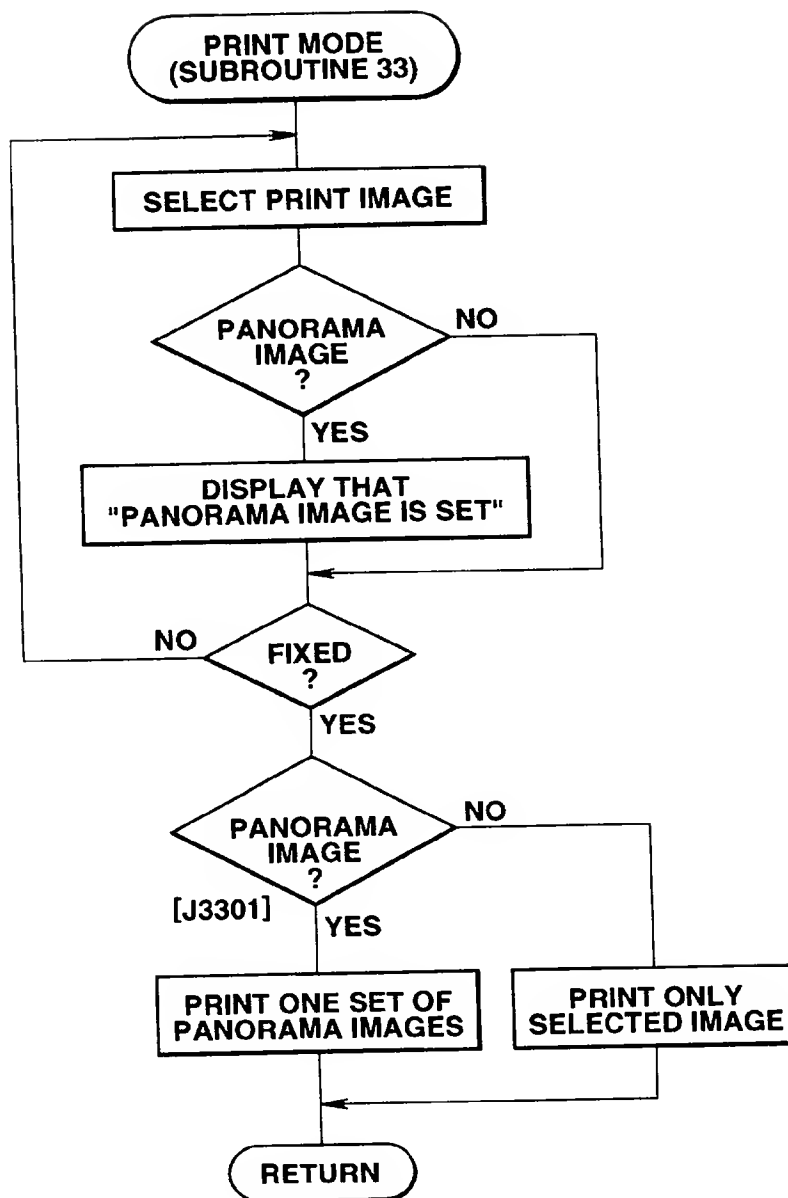 PRINT MODE
(SUBROUTINE 33)
SELECT PRINT IMAGE
PANORAMA
IMAGE
?
NO
YES
DISPLAY THAT
"PANORAMA IMAGE IS SET"
NO
FIXED
?
YES
PANORAMA
IMAGE
?
NO
[J3301]
YES
PRINT ONE SET OF
PANORAMA IMAGES
PRINT ONLY
SELECTED IMAGE
RETURN